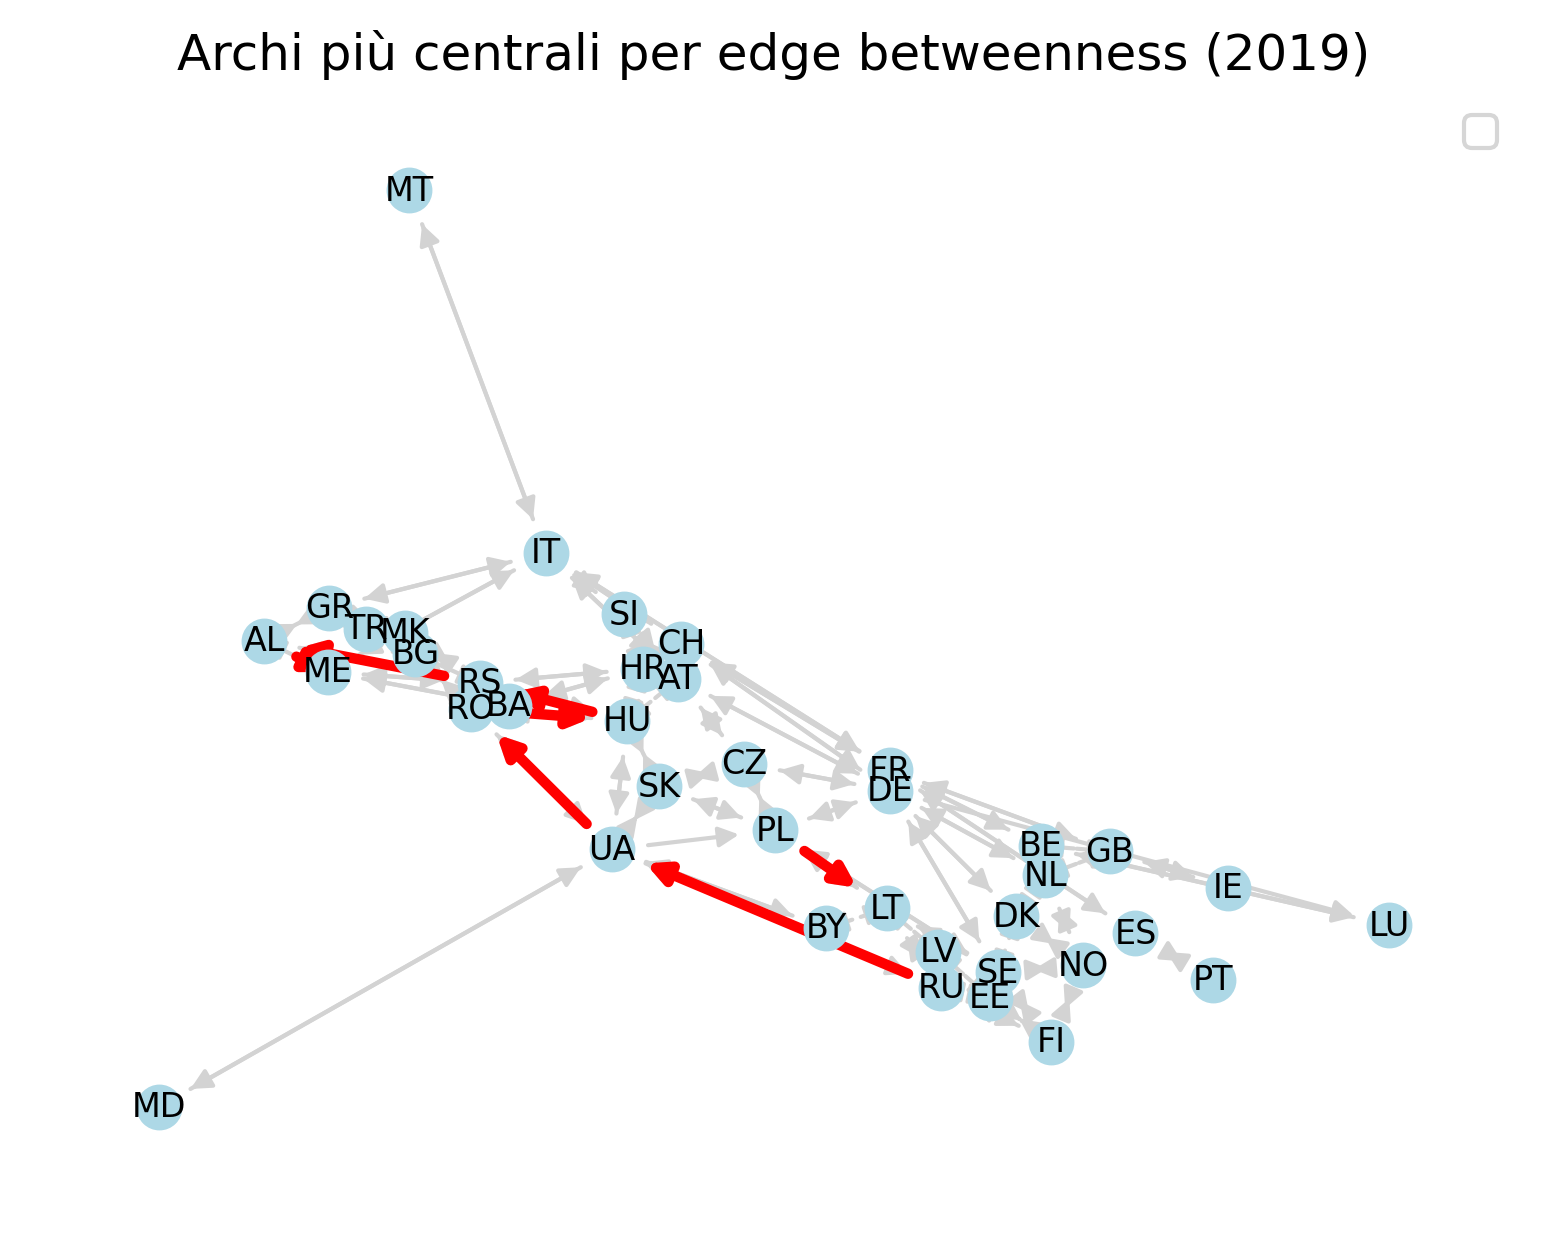 Archi più centrali per edge betweenness (2019)
MT
IT
GR
SI
TR
MK
AL
CH
BG
HR
ME
AT
RS
RO
BA
HU
CZ
FR
SK
DE
PL
UA
BE
GB
NL
IE
LT
DK
BY
ES
LU
LV
NO
SE
PT
RU
EE
FI
MD